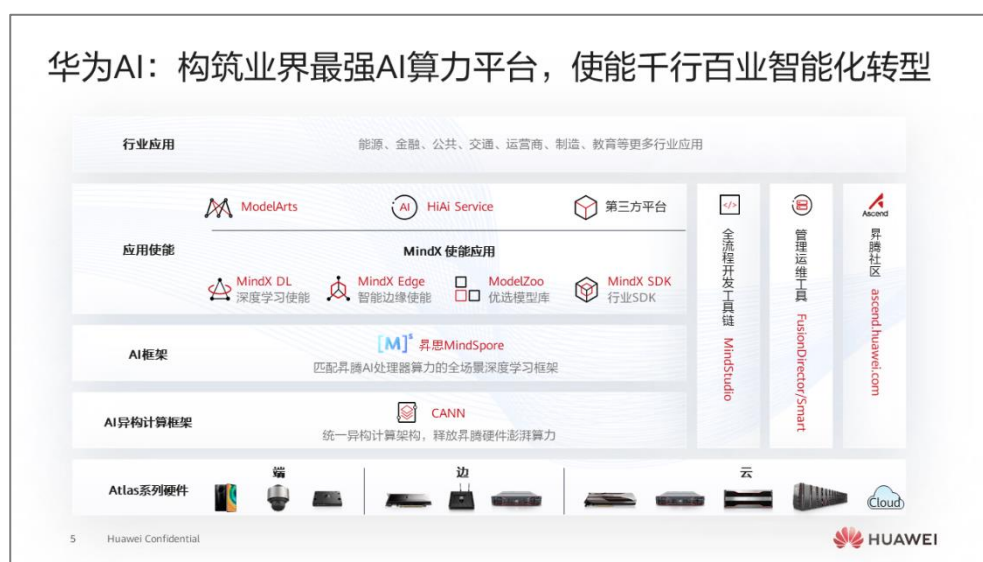 华为AI：构筑业界最强AI算力平台，使能千行百业智能化转型
行业应用
能源、金融、公共、交通、运营商、制造、教育等更多行业应用
应用使能
ModelArts
AI
HiAi Service
第三方平台
MindX 使能应用
MindX DL
深度学习使能
MindX Edge
智能边缘使能
ModelZoo
优选模型库
MindX SDK
行业SDK
AI框架
[M]s
昇思MindSpore
匹配昇腾AI处理器算力的全场景深度学习框架
AI异构计算框架
CANN
统一异构计算架构，释放昇腾硬件澎湃算力
</>
全流程开发工具链 MindStudio
管理运维工具 FusionDirector/Smart
Ascend
昇腾社区 ascend.huawei.com
Atlas系列硬件
端
边
云
Cloud
5 Huawei Confidential
HUAWEI